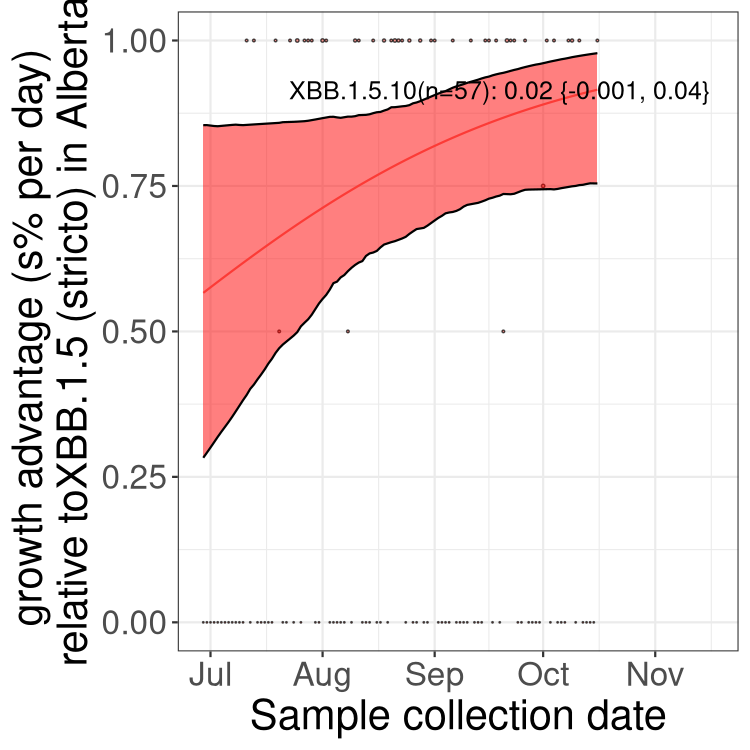 growth advantage (s% per day)
relative toXBB.1.5 (stricto) in Alberta
1.00
0.75
0.50
0.25
0.00
XBB.1.5.10(n=57): 0.02 {-0.001, 0.04}
Jul Aug Sep Oct Nov
Sample collection date